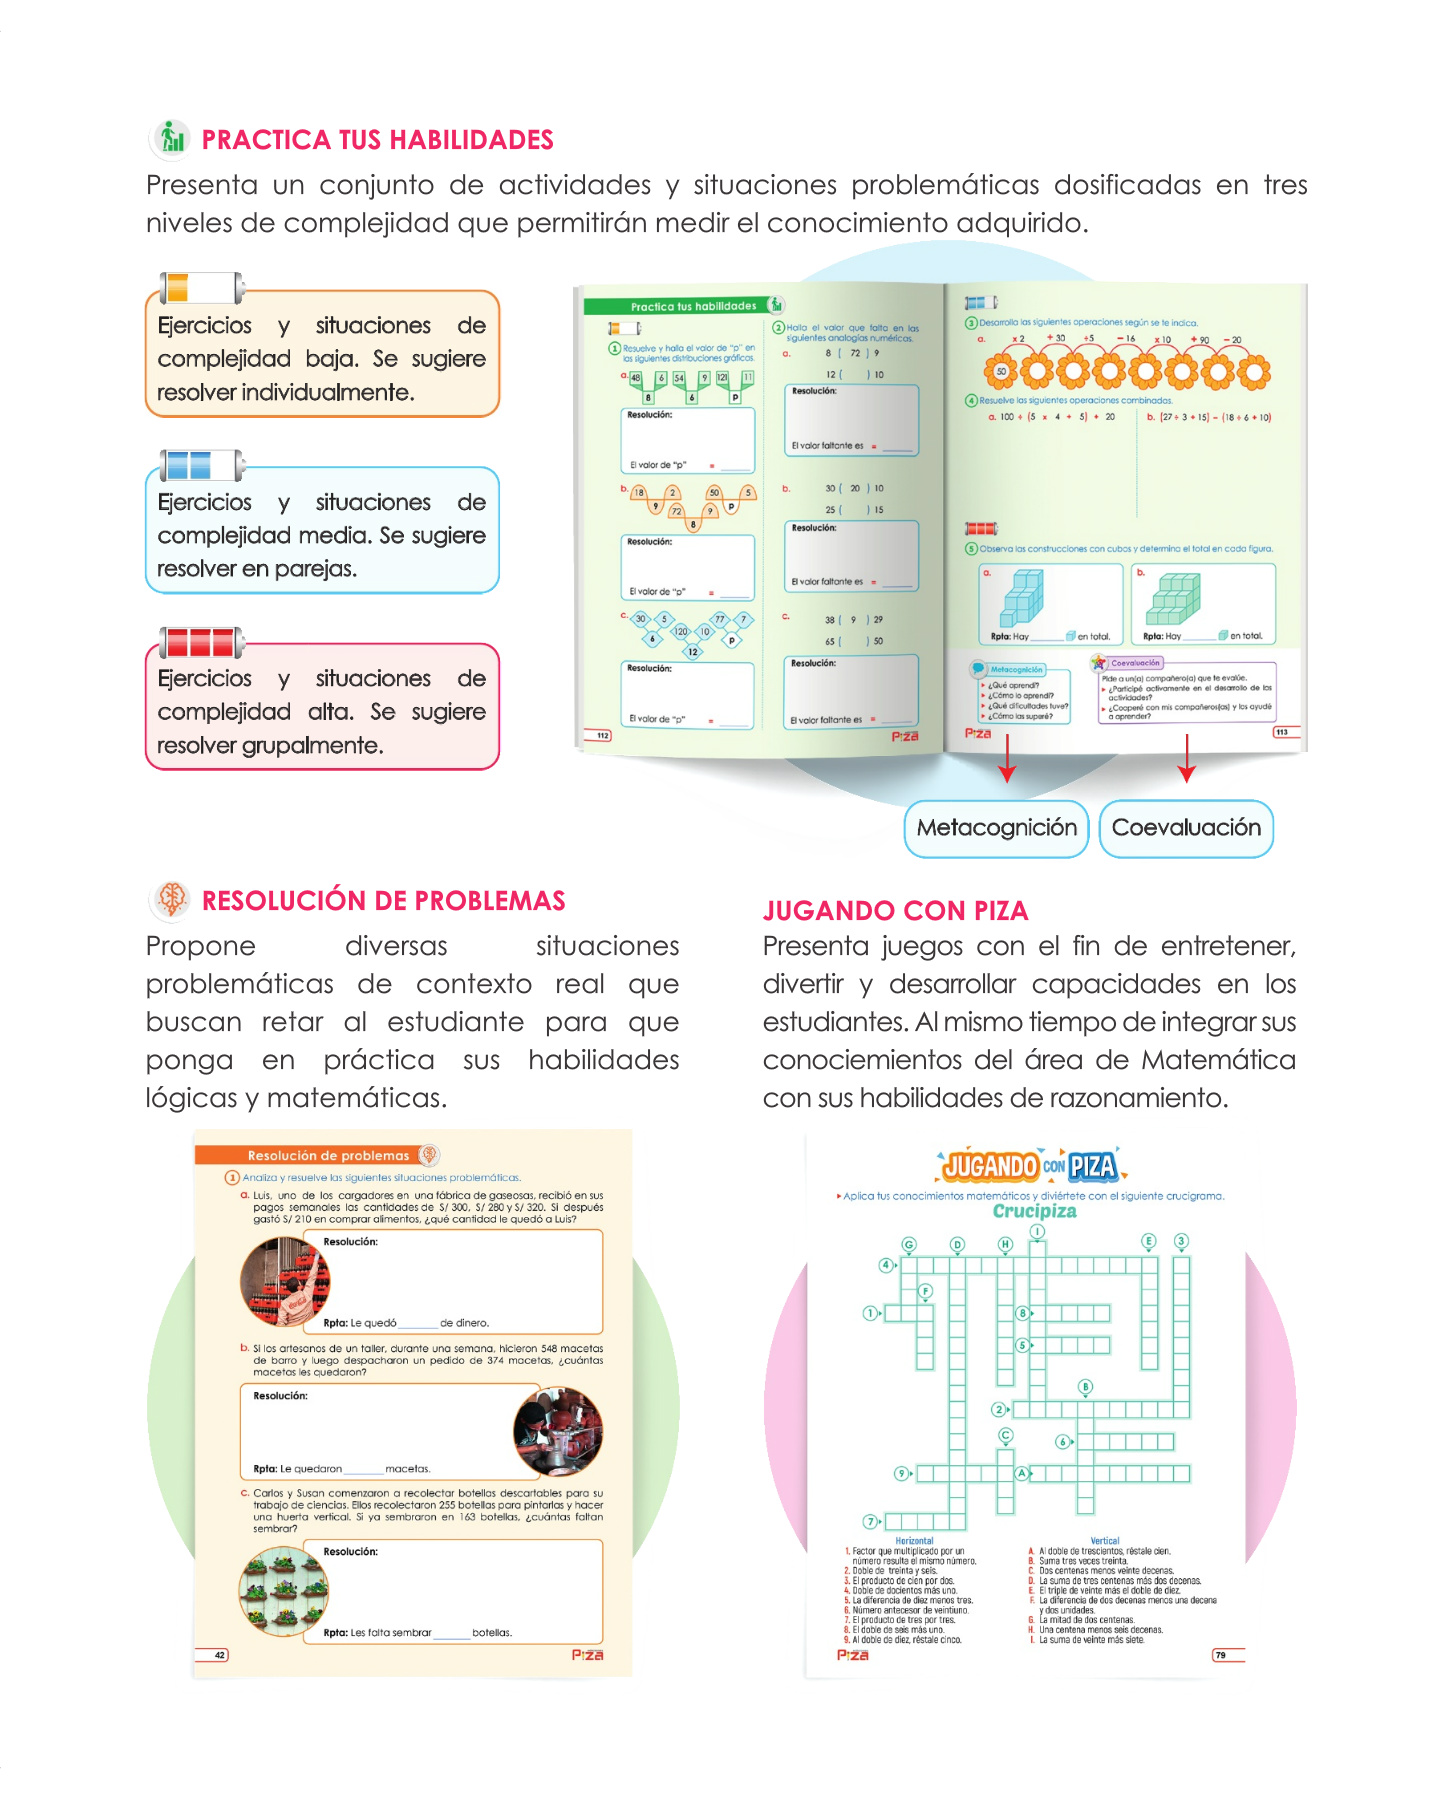 PRACTICA TUS HABILIDADES
Presenta un conjunto de actividades y situaciones problemáticas dosificadas en tres
niveles de complejidad que permitirán medir el conocimiento adquirido.
Ejercicios y situaciones de
complejidad baja. Se sugiere
resolver individualmente.
Ejercicios y situaciones de
complejidad media. Se sugiere
resolver en parejas.
Ejercicios y situaciones de
complejidad alta. Se sugiere
resolver grupalmente.
Practica tus habilidades
1 Resuelve y halla el valor de "p" en
las siguientes distribuciones gráficas.
a. 48 6 54 9 121 11
8 6 p
Resolución:
El valor de "p" =
b. 18 2 50 5
9 72 9 p
8
Resolución:
El valor de "p" =
c. 30 5 77 7
6 120 10 p
12
Resolución:
El valor de "p" =
112
2 Halla el valor que falta en las
siguientes analogías numéricas.
a. 8 ( 72 ) 9
12 ( ) 10
Resolución:
El valor faltante es =
b. 30 ( 20 ) 10
25 ( ) 15
Resolución:
El valor faltante es =
c. 38 ( 9 ) 29
65 ( ) 50
Resolución:
El valor faltante es =
Piza
3 Desarrolla las siguientes operaciones según se te indica.
a. x 2 + 30 ÷5 − 16 x 10 + 90 − 20
50
4 Resuelve las siguientes operaciones combinadas.
a. 100 ÷ (5 x 4 + 5) + 20 b. (27 ÷ 3 + 15) − (18 ÷ 6 + 10)
5 Observa las construcciones con cubos y determina el total en cada figura.
a. b.
Rpta: Hay en total. Rpta: Hay en total.
Metacognición
¿Qué aprendí?
¿Cómo lo aprendí?
¿Qué dificultades tuve?
¿Cómo las superé?
Coevaluación
Pide a un(a) compañero(a) que te evalúe.
¿Participé activamente en el desarrollo de las
actividades?
¿Cooperé con mis compañeros(as) y los ayudé
a aprender?
Piza
113
Metacognición Coevaluación
RESOLUCIÓN DE PROBLEMAS
Propone diversas situaciones
problemáticas de contexto real que
buscan retar al estudiante para que
ponga en práctica sus habilidades
lógicas y matemáticas.
JUGANDO CON PIZA
Presenta juegos con el fin de entretener,
divertir y desarrollar capacidades en los
estudiantes. Al mismo tiempo de integrar sus
conociemientos del área de Matemática
con sus habilidades de razonamiento.
Resolución de problemas
1 Analiza y resuelve las siguientes situaciones problemáticas.
a. Luis, uno de los cargadores en una fábrica de gaseosas, recibió en sus
pagos semanales las cantidades de S/ 300, S/ 280 y S/ 320. Si después
gastó S/ 210 en comprar alimentos, ¿qué cantidad le quedó a Luis?
Resolución:
Rpta: Le quedó de dinero.
b. Si los artesanos de un taller, durante una semana, hicieron 548 macetas
de barro y luego despacharon un pedido de 374 macetas, ¿cuántas
macetas les quedaron?
Resolución:
Rpta: Le quedaron macetas.
c. Carlos y Susan comenzaron a recolectar botellas descartables para su
trabajo de ciencias. Ellos recolectaron 255 botellas para pintarlas y hacer
una huerta vertical. Si ya sembraron en 163 botellas, ¿cuántas faltan
sembrar?
Resolución:
Rpta: Les falta sembrar botellas.
42
Piza
JUGANDO CON PIZA
Aplica tus conocimientos matemáticos y diviértete con el siguiente crucigrama.
Crucipiza
I
G D H E 3
4
F
1 8
5
B
2
C
6
9 A
7
Horizontal
1. Factor que multiplicado por un
número resulta el mismo número.
2. Doble de treinta y seis.
3. El producto de cien por dos.
4. Doble de docientos más uno.
5. La diferencia de diez menos tres.
6. Número antecesor de veintiuno.
7. El producto de tres por tres.
8. El doble de seis más uno.
9. Al doble de diez, réstale cinco.
Vertical
A. Al doble de trescientos, réstale cien.
B. Suma tres veces treinta.
C. Dos centenas menos veinte decenas.
D. La suma de tres centenas más dos decenas.
E. El triple de veinte más el doble de diez.
F. La diferencia de dos decenas menos una decena
y dos unidades.
G. La mitad de dos centenas.
H. Una centena menos seis decenas.
I. La suma de veinte más siete.
Piza
79